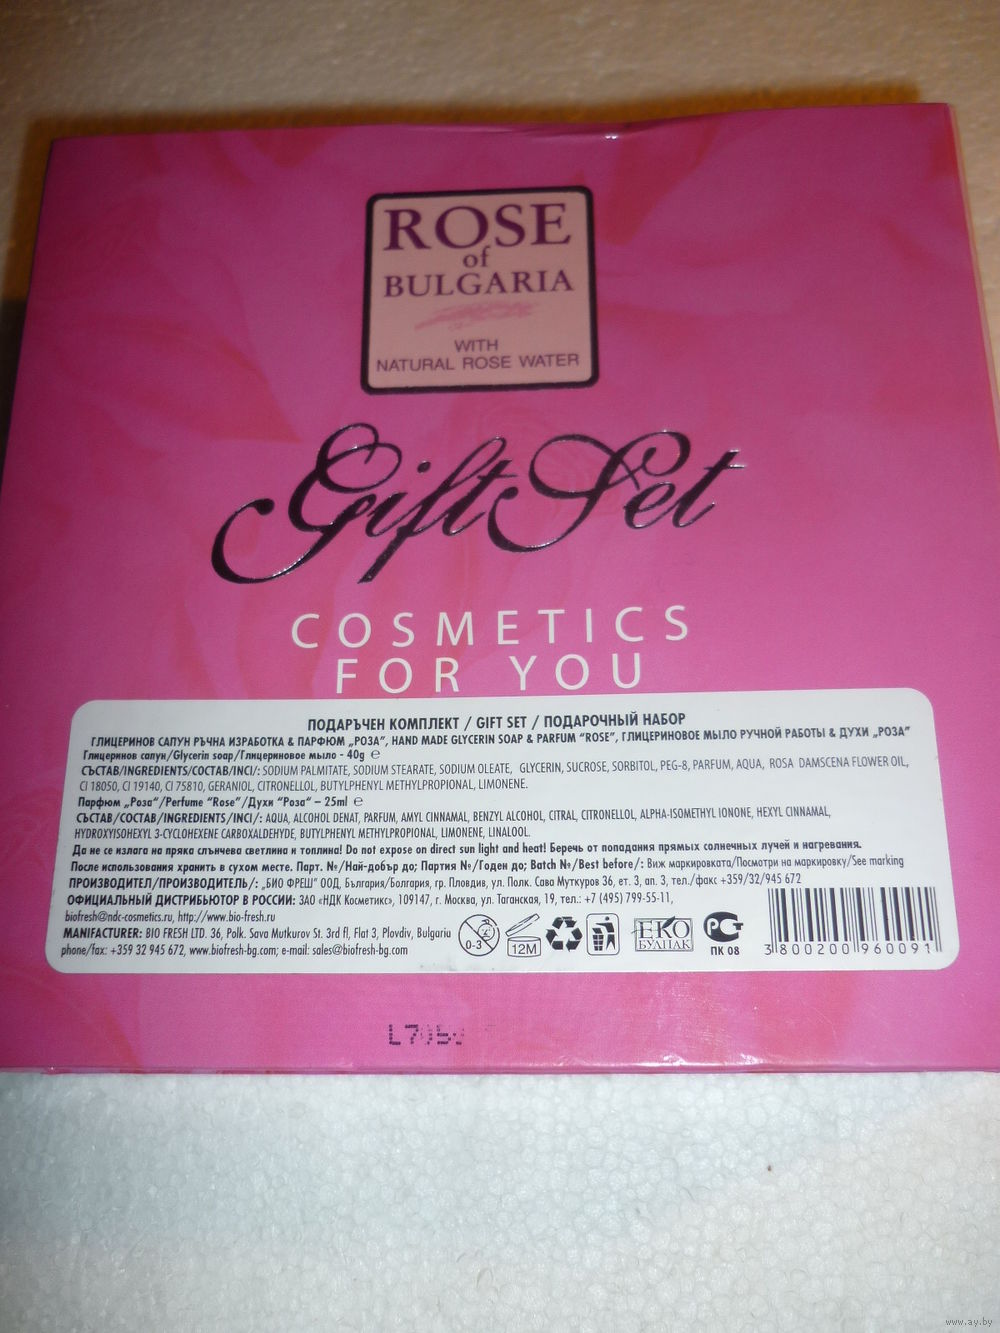 ROSE
of
BULGARIA
WITH
NATURAL ROSE WATER
Gift Set
COSMETICS
FOR YOU
ПОДАРЪЧЕН КОМПЛЕКТ / GIFT SET / ПОДАРОЧНЫЙ НАБОР
ГЛИЦЕРИНОВ САПУН РЪЧНА ИЗРАБОТКА & ПАРФЮМ „РОЗА”, HAND MADE GLYCERIN SOAP & PARFUM “ROSE”, ГЛИЦЕРИНОВОЕ МЫЛО РУЧНОЙ РАБОТЫ & ДУХИ „РОЗА”
Глицеринов сапун/Glycerin soap/Глицериновое мыло - 40g ℮
СЪСТАВ/INGREDIENTS/СОСТАВ/INCI/: SODIUM PALMITATE, SODIUM STEARATE, SODIUM OLEATE, GLYCERIN, SUCROSE, SORBITOL, PEG-8, PARFUM, AQUA, ROSA DAMSCENA FLOWER OIL,
CI 18050, CI 19140, CI 75810, GERANIOL, CITRONELLOL, BUTYLPHENYL METHYLPROPIONAL, LIMONENE.
Парфюм „Роза”/Perfume “Rose”/Духи “Роза” – 25ml ℮
СЪСТАВ/СОСТАВ/INGREDIENTS/INCI/: AQUA, ALCOHOL DENAT, PARFUM, AMYL CINNAMAL, BENZYL ALCOHOL, CITRAL, CITRONELLOL, ALPHA-ISOMETHYL IONONE, HEXYL CINNAMAL,
HYDROXYISOHEXYL 3-CYCLOHEXENE CARBOXALDEHYDE, BUTYLPHENYL METHYLPROPIONAL, LIMONENE, LINALOOL.
Да не се излага на пряка слънчева светлина и топлина! Do not expose on direct sun light and heat! Беречь от попадания прямых солнечных лучей и нагревания.
После использования хранить в сухом месте. Парт. №/Най-добър до; Партия №/Годен до; Batch №/Best before/: Виж маркировката/Посмотри на маркировку/See marking
ПРОИЗВОДИТЕЛ/ПРОИЗВОДИТЕЛЬ/: „БИО ФРЕШ” ООД, България/Болгария, гр. Пловдив, ул. Полк. Сава Муткуров 36, ет. 3, ап. 3, тел./факс +359/32/945 672
ОФИЦИАЛЬНЫЙ ДИСТРИБЬЮТОР В РОССИИ: ЗАО «НДК Косметикс», 109147, г. Москва, ул. Таганская, 19, тел.: +7 (495) 799-55-11,
biofresh@ndc-cosmetics.ru, http://www.bio-fresh.ru
MANUFACTURER: BIO FRESH LTD. 36, Polk. Sava Mutkurov St. 3rd fl, Flat 3, Plovdiv, Bulgaria
phone/fax: +359 32 945 672, www.biofresh-bg.com; e-mail: sales@biofresh-bg.com
0-3
12M
ЕКО
БУЛПАК
ПК 08
3 800200 960091
www.ay.by